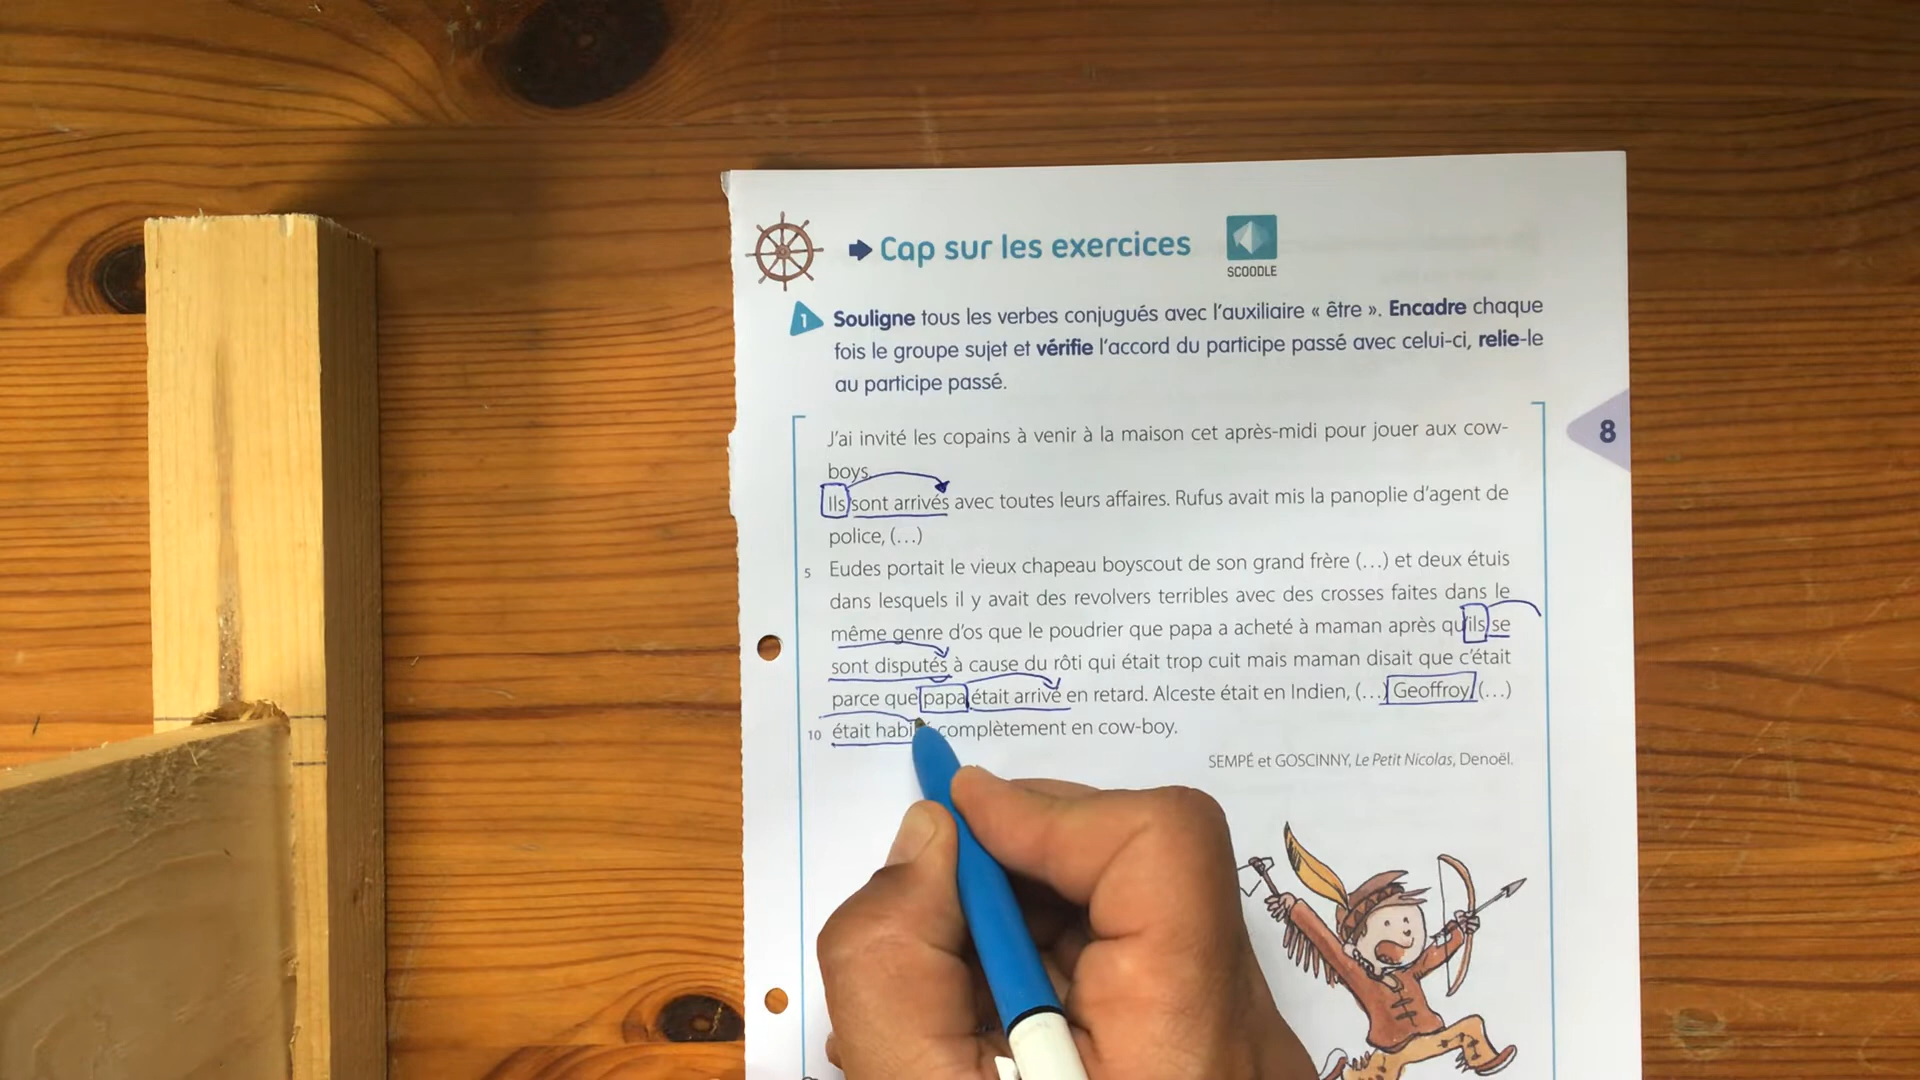 Cap sur les exercices
SCOODLE
1 Souligne tous les verbes conjugués avec l'auxiliaire « être ». Encadre chaque
fois le groupe sujet et vérifie l'accord du participe passé avec celui-ci, relie-le
au participe passé.
8
J'ai invité les copains à venir à la maison cet après-midi pour jouer aux cow-
boys.
Ils sont arrivés avec toutes leurs affaires. Rufus avait mis la panoplie d'agent de
police, (…)
5 Eudes portait le vieux chapeau boyscout de son grand frère (…) et deux étuis
dans lesquels il y avait des revolvers terribles avec des crosses faites dans le
même genre d'os que le poudrier que papa a acheté à maman après qu'ils se
sont disputés à cause du rôti qui était trop cuit mais maman disait que c'était
parce que papa était arrivé en retard. Alceste était en Indien, (…) Geoffroy (…)
10 était complètement en cow-boy.
SEMPÉ et GOSCINNY, Le Petit Nicolas, Denoël.